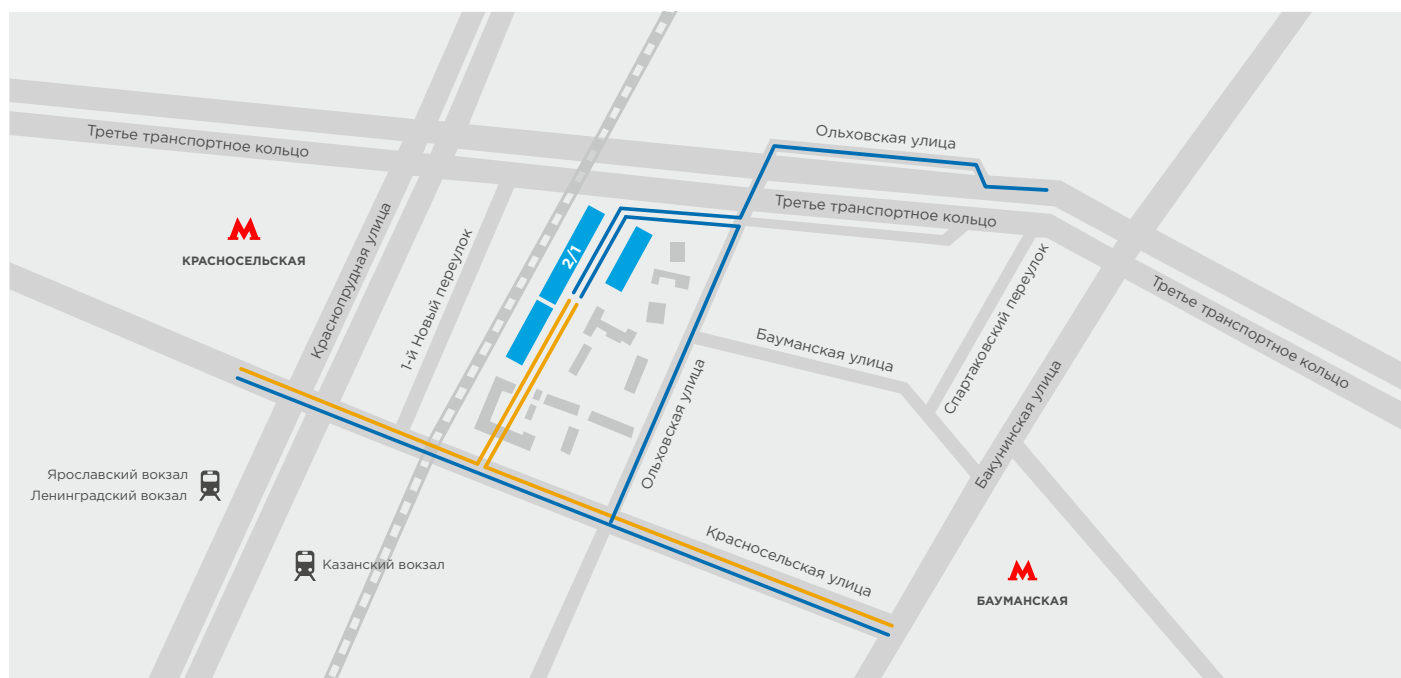 Ольховская улица
Третье транспортное кольцо
Третье транспортное кольцо
М
КРАСНОСЕЛЬСКАЯ
2/1
Краснопрудная улица
1-й Новый переулок
Спартаковский переулок
Третье транспортное кольцо
Бауманская улица
Ольховская улица
Бакунинская улица
Ярославский вокзал
Ленинградский вокзал
Красносельская улица
Казанский вокзал
М
БАУМАНСКАЯ